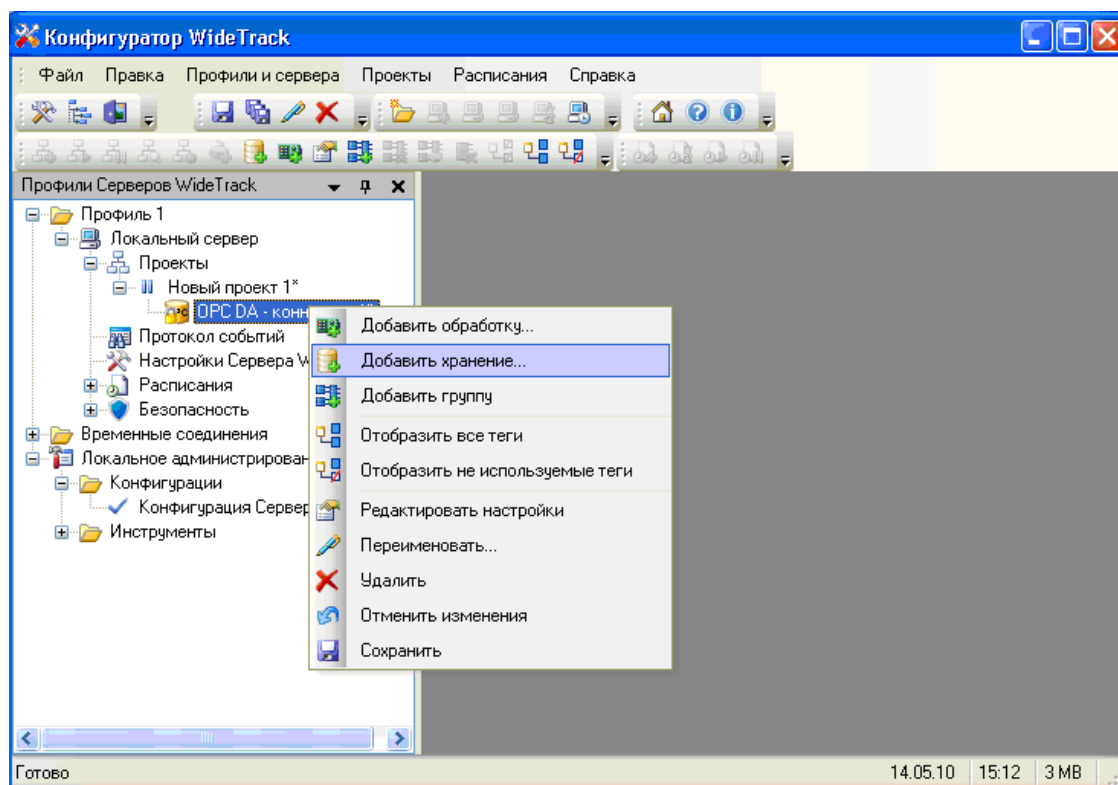 Конфигуратор WideTrack
Файл Правка Профили и сервера Проекты Расписания Справка
Профили Серверов WideTrack
Профиль 1
Локальный сервер
Проекты
Новый проект 1*
OPC DA - конн
Протокол событий
Настройки Сервера W
Расписания
Безопасность
Временные соединения
Локальное администрирован
Конфигурации
Конфигурация Сервер
Инструменты
Добавить обработку...
Добавить хранение...
Добавить группу
Отобразить все теги
Отобразить не используемые теги
Редактировать настройки
Переименовать...
Удалить
Отменить изменения
Сохранить
Готово 14.05.10 15:12 3 MB